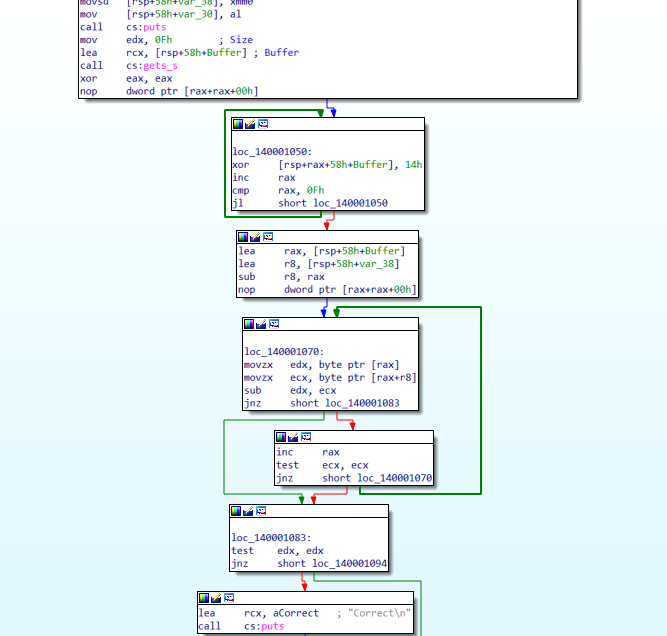 movsd [rsp+58h+var_38], xmm0
mov [rsp+58h+var_30], al
call cs:puts
mov edx, 0Fh ; Size
lea rcx, [rsp+58h+Buffer] ; Buffer
call cs:gets_s
xor eax, eax
nop dword ptr [rax+rax+00h]
loc_140001050:
xor [rsp+rax+58h+Buffer], 14h
inc rax
cmp rax, 0Fh
jl short loc_140001050
lea rax, [rsp+58h+Buffer]
lea r8, [rsp+58h+var_38]
sub r8, rax
nop dword ptr [rax+rax+00h]
loc_140001070:
movzx edx, byte ptr [rax]
movzx ecx, byte ptr [rax+r8]
sub edx, ecx
jnz short loc_140001083
inc rax
test ecx, ecx
jnz short loc_140001070
loc_140001083:
test edx, edx
jnz short loc_140001094
lea rcx, aCorrect ; "Correct\n"
call cs:puts